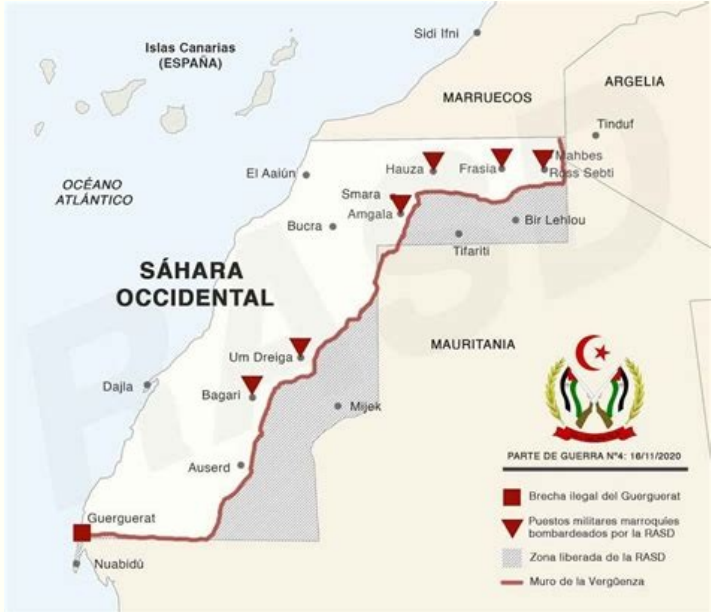 Sidi Ifni
Islas Canarias
(ESPAÑA)
ARGELIA
MARRUECOS
Tinduf
Mahbes
Hauza
Frasia
Ross Sebti
El Aaiún
OCÉANO
ATLÁNTICO
Smara
Amgala
Bucra
Bir Lehlou
Tifariti
SÁHARA
OCCIDENTAL
MAURITANIA
Um Dreiga
Dajla
Bagari
Mijek
PARTE DE GUERRA Nº4: 16/11/2020
Auserd
Brecha ilegal del Guerguerat
Guerguerat
Puestos militares marroquíes
bombardeados por la RASD
Zona liberada de la RASD
Nuabidú
Muro de la Vergüenza
RASD